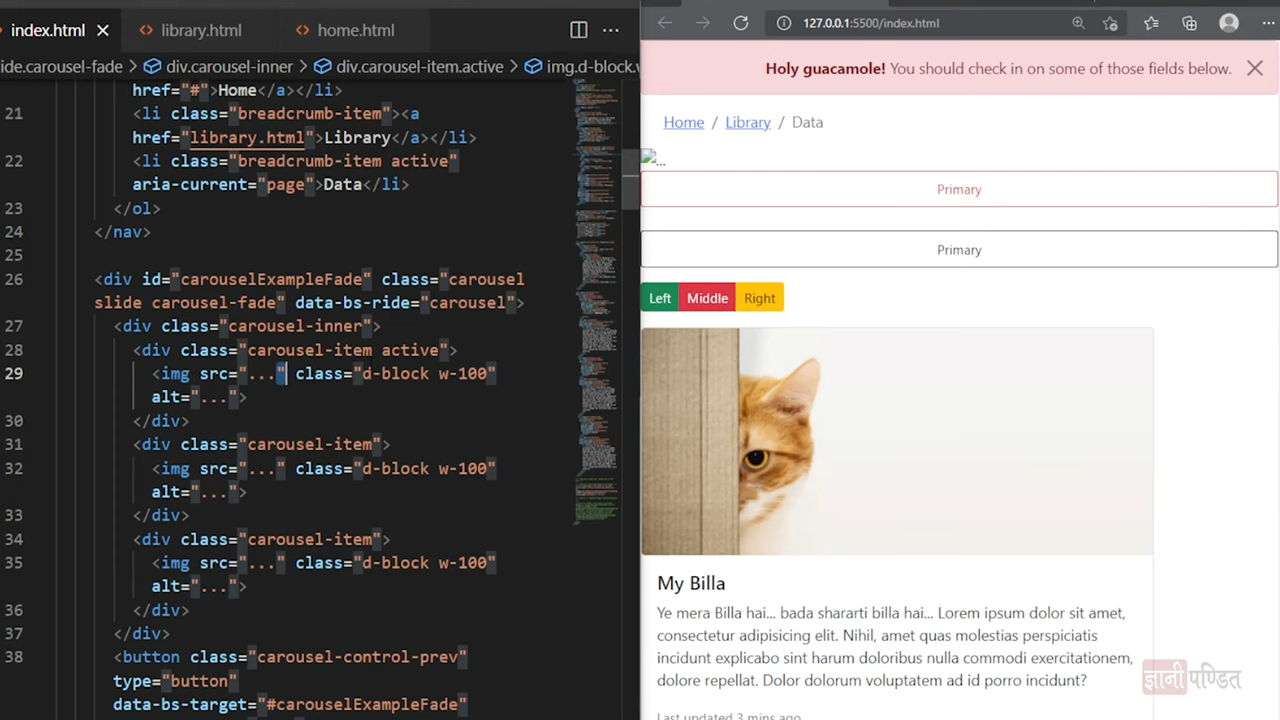 index.html
library.html
home.html
ide.carousel-fade > div.carousel-inner > div.carousel-item.active > img.d-block.w
href="#">Home</a></li>
21 <li class="breadcrumb-item"><a
href="library.html">Library</a></li>
22 <li class="breadcrumb-item active"
aria-current="page">Data</li>
23 </ol>
24 </nav>
25
26 <div id="carouselExampleFade" class="carousel
slide carousel-fade" data-bs-ride="carousel">
27 <div class="carousel-inner">
28 <div class="carousel-item active">
29 <img src="..." class="d-block w-100"
alt="...">
30 </div>
31 <div class="carousel-item">
32 <img src="..." class="d-block w-100"
alt="...">
33 </div>
34 <div class="carousel-item">
35 <img src="..." class="d-block w-100"
alt="...">
36 </div>
37 </div>
38 <button class="carousel-control-prev"
type="button"
data-bs-target="#carouselExampleFade"
127.0.0.1:5500/index.html
Holy guacamole! You should check in on some of those fields below.
Home / Library / Data
...
Primary
Primary
Left Middle Right
My Billa
Ye mera Billa hai... bada shararti billa hai... Lorem ipsum dolor sit amet,
consectetur adipisicing elit. Nihil, amet quas molestias perspiciatis
incidunt explicabo sint harum doloribus nulla commodi exercitationem,
dolore repellat. Dolor dolorum voluptatem ad id porro incidunt?
Last updated 3 mins ago
ज्ञानीपण्डित